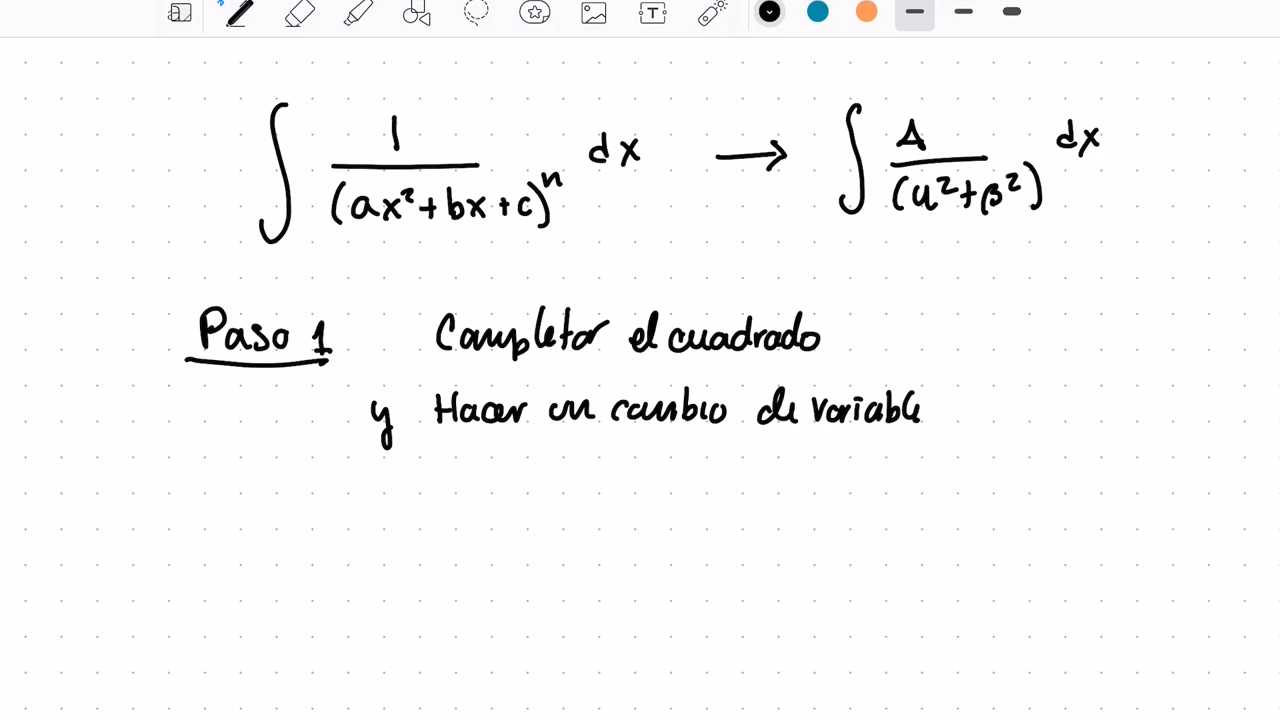 ∫ 1/(ax²+bx+c)ⁿ dx → ∫ A/(u²+β²) dx
Paso 1 Completar el cuadrado
y Hacer un cambio de variable